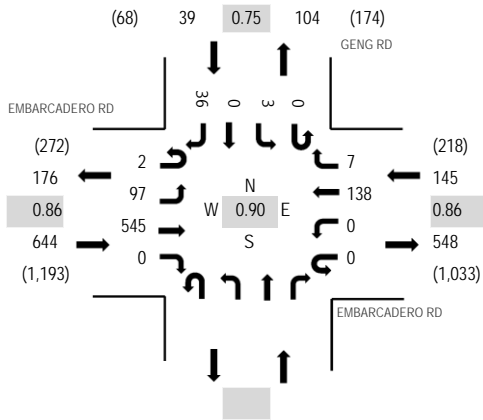 (68) 39 0.75 104 (174)
GENG RD
36 0 3 0
EMBARCADERO RD
(272)
176
0.86
644
(1,193)
2
97
545
0
N
W 0.90 E
S
7
138
0
0
(218)
145
0.86
548
(1,033)
EMBARCADERO RD